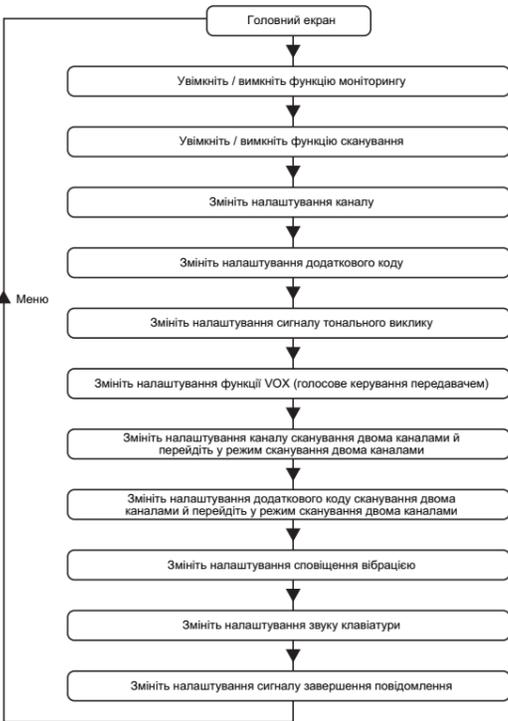 Головний екран
Увімкніть / вимкніть функцію моніторингу
Увімкніть / вимкніть функцію сканування
Змініть налаштування каналу
Змініть налаштування додаткового коду
Меню
Змініть налаштування сигналу тонального виклику
Змініть налаштування функції VOX (голосове керування передавачем)
Змініть налаштування каналу сканування двома каналами й
перейдіть у режим сканування двома каналами
Змініть налаштування додаткового коду сканування двома
каналами й перейдіть у режим сканування двома каналами
Змініть налаштування сповіщення вібрацією
Змініть налаштування звуку клавіатури
Змініть налаштування сигналу завершення повідомлення